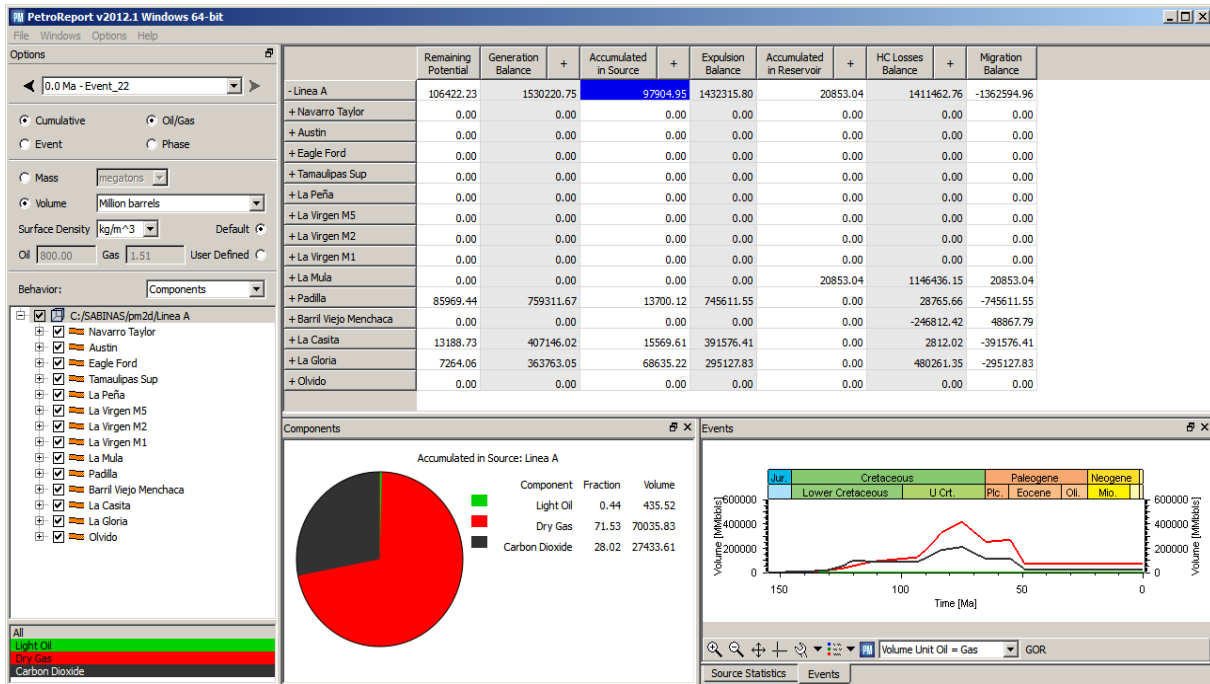 PM PetroReport v2012.1 Windows 64-bit
File Windows Options Help
Options
0.0 Ma - Event_22
Cumulative Oil/Gas
Event Phase
Mass megatons
Volume Million barrels
Surface Density kg/m^3 Default
Oil 800.00 Gas 1.51 User Defined
Behavior: Components
C:/SABINAS/pm2d/Linea A
Navarro Taylor
Austin
Eagle Ford
Tamaulipas Sup
La Peña
La Virgen M5
La Virgen M2
La Virgen M1
La Mula
Padilla
Barril Viejo Menchaca
La Casita
La Gloria
Olvido
All
Light Oil
Dry Gas
Carbon Dioxide
Remaining Potential Generation Balance + Accumulated in Source + Expulsion Balance Accumulated in Reservoir + HC Losses Balance + Migration Balance
- Linea A 106422.23 1530220.75 97904.95 1432315.80 20853.04 1411462.76 -1362594.96
+ Navarro Taylor 0.00 0.00 0.00 0.00 0.00 0.00 0.00
+ Austin 0.00 0.00 0.00 0.00 0.00 0.00 0.00
+ Eagle Ford 0.00 0.00 0.00 0.00 0.00 0.00 0.00
+ Tamaulipas Sup 0.00 0.00 0.00 0.00 0.00 0.00 0.00
+ La Peña 0.00 0.00 0.00 0.00 0.00 0.00 0.00
+ La Virgen M5 0.00 0.00 0.00 0.00 0.00 0.00 0.00
+ La Virgen M2 0.00 0.00 0.00 0.00 0.00 0.00 0.00
+ La Virgen M1 0.00 0.00 0.00 0.00 0.00 0.00 0.00
+ La Mula 0.00 0.00 0.00 0.00 20853.04 1146436.15 20853.04
+ Padilla 85969.44 759311.67 13700.12 745611.55 0.00 28765.66 -745611.55
+ Barril Viejo Menchaca 0.00 0.00 0.00 0.00 0.00 -246812.42 48867.79
+ La Casita 13188.73 407146.02 15569.61 391576.41 0.00 2812.02 -391576.41
+ La Gloria 7264.06 363763.05 68635.22 295127.83 0.00 480261.35 -295127.83
+ Olvido 0.00 0.00 0.00 0.00 0.00 0.00 0.00
Components
Accumulated in Source: Linea A
Component Fraction Volume
Light Oil 0.44 435.52
Dry Gas 71.53 70035.83
Carbon Dioxide 28.02 27433.61
Events
Jur. Cretaceous Paleogene Neogene
Lower Cretaceous U Crt. Plc. Eocene Oli. Mio.
Volume [MMbbls]
600000
400000
200000
0
600000
400000
200000
0
Volume [MMbbls]
150 100 50 0
Time [Ma]
PM Volume Unit Oil = Gas GOR
Source Statistics Events